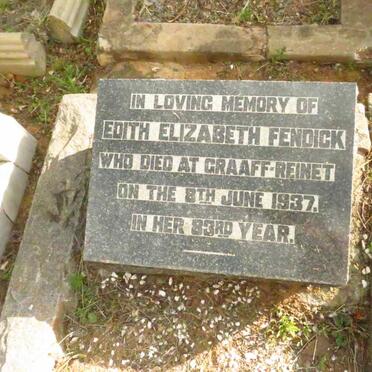 IN LOVING MEMORY OF
EDITH ELIZABETH FENDICK
WHO DIED AT GRAAFF-REINET
ON THE 8TH JUNE 1937.
IN HER 83RD YEAR.